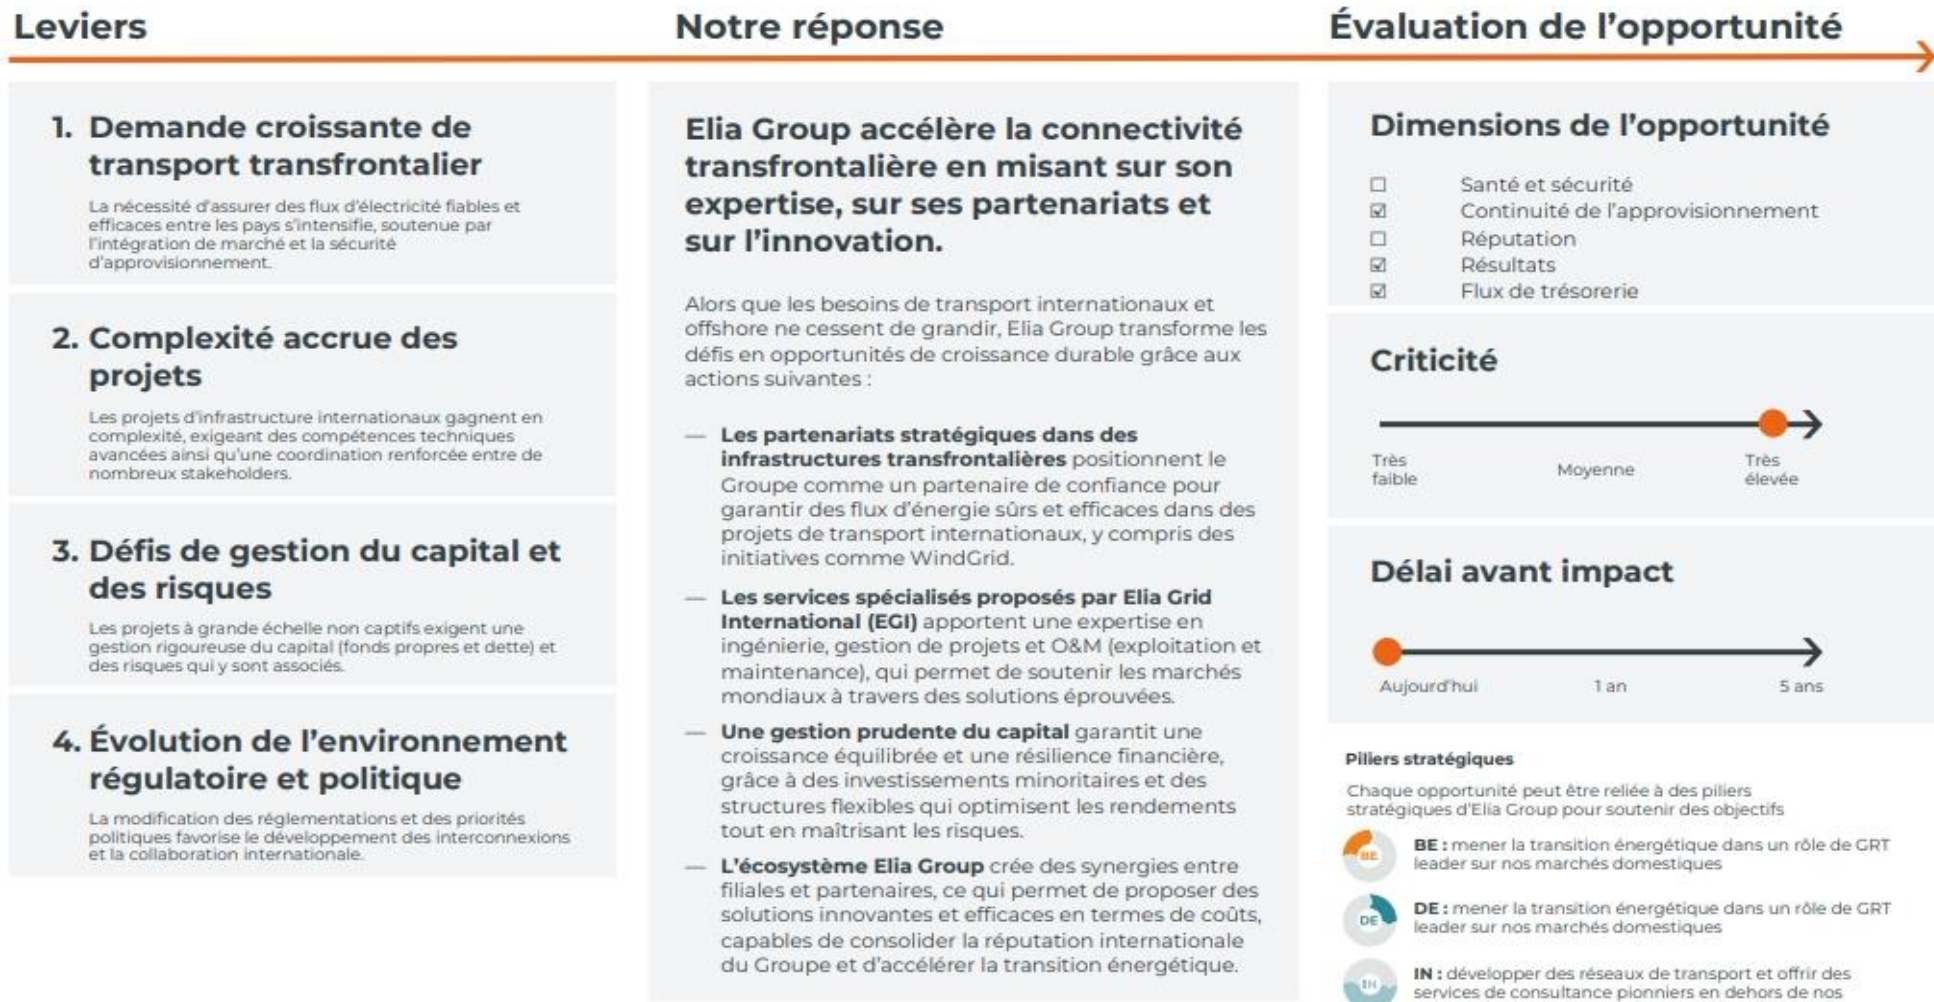 Leviers
Notre réponse
Évaluation de l'opportunité
1. Demande croissante de
transport transfrontalier
La nécessité d'assurer des flux d'électricité fiables et
efficaces entre les pays s'intensifie, soutenue par
l'intégration de marché et la sécurité
d'approvisionnement.
2. Complexité accrue des
projets
Les projets d'infrastructure internationaux gagnent en
complexité, exigeant des compétences techniques
avancées ainsi qu'une coordination renforcée entre de
nombreux stakeholders.
3. Défis de gestion du capital et
des risques
Les projets à grande échelle non captifs exigent une
gestion rigoureuse du capital (fonds propres et dette) et
des risques qui y sont associés.
4. Évolution de l'environnement
régulatoire et politique
La modification des réglementations et des priorités
politiques favorise le développement des interconnexions
et la collaboration internationale.
Elia Group accélère la connectivité
transfrontalière en misant sur son
expertise, sur ses partenariats et
sur l'innovation.
Alors que les besoins de transport internationaux et
offshore ne cessent de grandir, Elia Group transforme les
défis en opportunités de croissance durable grâce aux
actions suivantes :
— Les partenariats stratégiques dans des
infrastructures transfrontalières positionnent le
Groupe comme un partenaire de confiance pour
garantir des flux d'énergie sûrs et efficaces dans des
projets de transport internationaux, y compris des
initiatives comme WindGrid.
— Les services spécialisés proposés par Elia Grid
International (EGI) apportent une expertise en
ingénierie, gestion de projets et O&M (exploitation et
maintenance), qui permet de soutenir les marchés
mondiaux à travers des solutions éprouvées.
— Une gestion prudente du capital garantit une
croissance équilibrée et une résilience financière,
grâce à des investissements minoritaires et des
structures flexibles qui optimisent les rendements
tout en maîtrisant les risques.
— L'écosystème Elia Group crée des synergies entre
filiales et partenaires, ce qui permet de proposer des
solutions innovantes et efficaces en termes de coûts,
capables de consolider la réputation internationale
du Groupe et d'accélérer la transition énergétique.
Dimensions de l'opportunité
☐ Santé et sécurité
☑ Continuité de l'approvisionnement
☐ Réputation
☑ Résultats
☑ Flux de trésorerie
Criticité
Très
faible
Moyenne
Très
élevée
Délai avant impact
Aujourd'hui
1 an
5 ans
Piliers stratégiques
Chaque opportunité peut être reliée à des piliers
stratégiques d'Elia Group pour soutenir des objectifs
BE
BE : mener la transition énergétique dans un rôle de GRT
leader sur nos marchés domestiques
DE
DE : mener la transition énergétique dans un rôle de GRT
leader sur nos marchés domestiques
IN
IN : développer des réseaux de transport et offrir des
services de consultance pionniers en dehors de nos